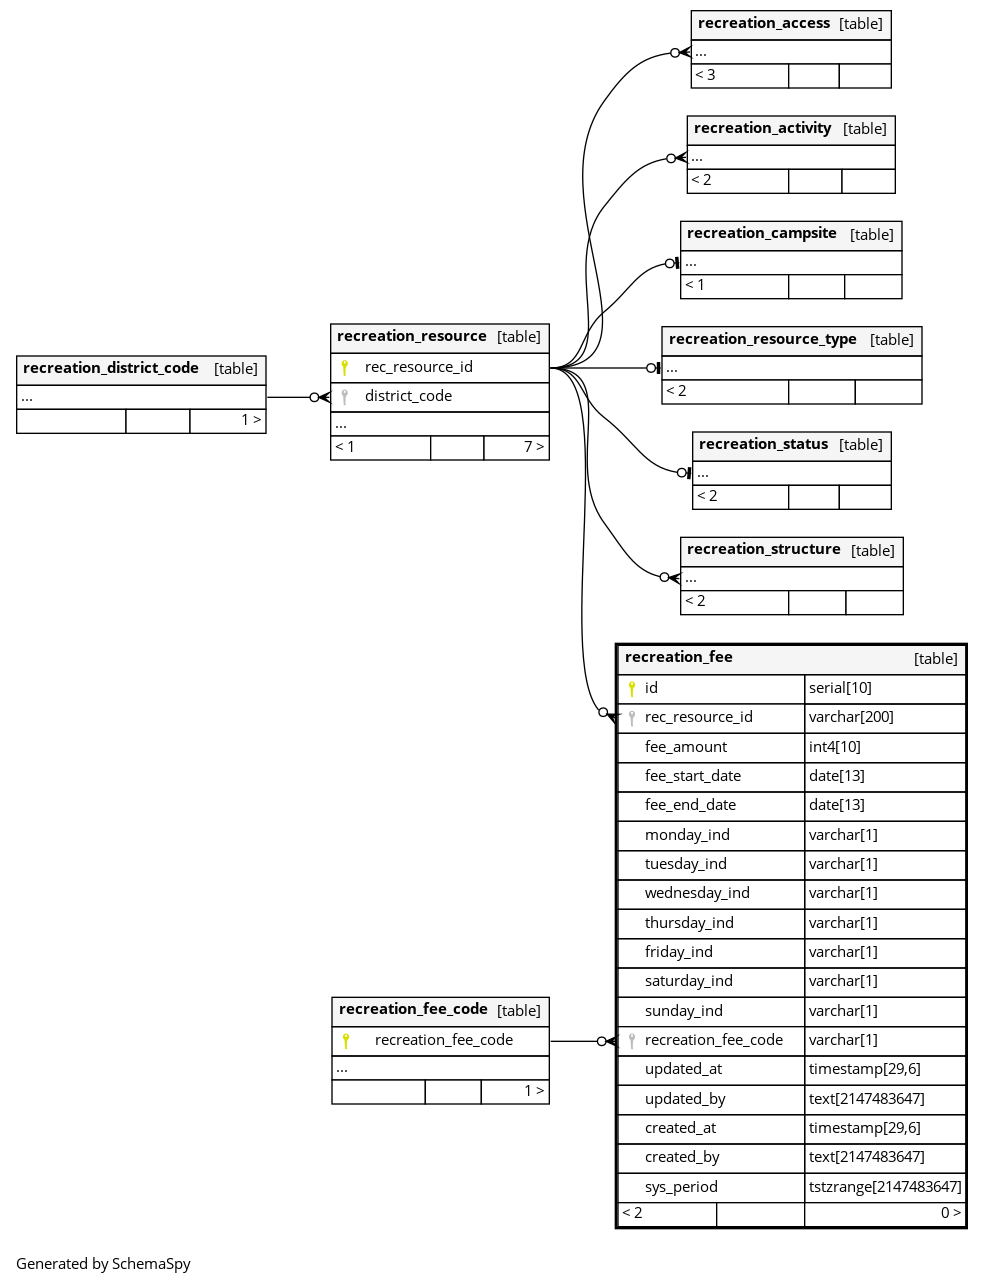 recreation_access [table]
...
< 3
recreation_activity [table]
...
< 2
recreation_campsite [table]
...
< 1
recreation_resource_type [table]
...
< 2
recreation_status [table]
...
< 2
recreation_structure [table]
...
< 2
recreation_resource [table]
rec_resource_id
district_code
...
< 1 7 >
recreation_district_code [table]
...
1 >
recreation_fee [table]
id serial[10]
rec_resource_id varchar[200]
fee_amount int4[10]
fee_start_date date[13]
fee_end_date date[13]
monday_ind varchar[1]
tuesday_ind varchar[1]
wednesday_ind varchar[1]
thursday_ind varchar[1]
friday_ind varchar[1]
saturday_ind varchar[1]
sunday_ind varchar[1]
recreation_fee_code varchar[1]
updated_at timestamp[29,6]
updated_by text[2147483647]
created_at timestamp[29,6]
created_by text[2147483647]
sys_period tstzrange[2147483647]
< 2 0 >
recreation_fee_code [table]
recreation_fee_code
...
1 >
Generated by SchemaSpy